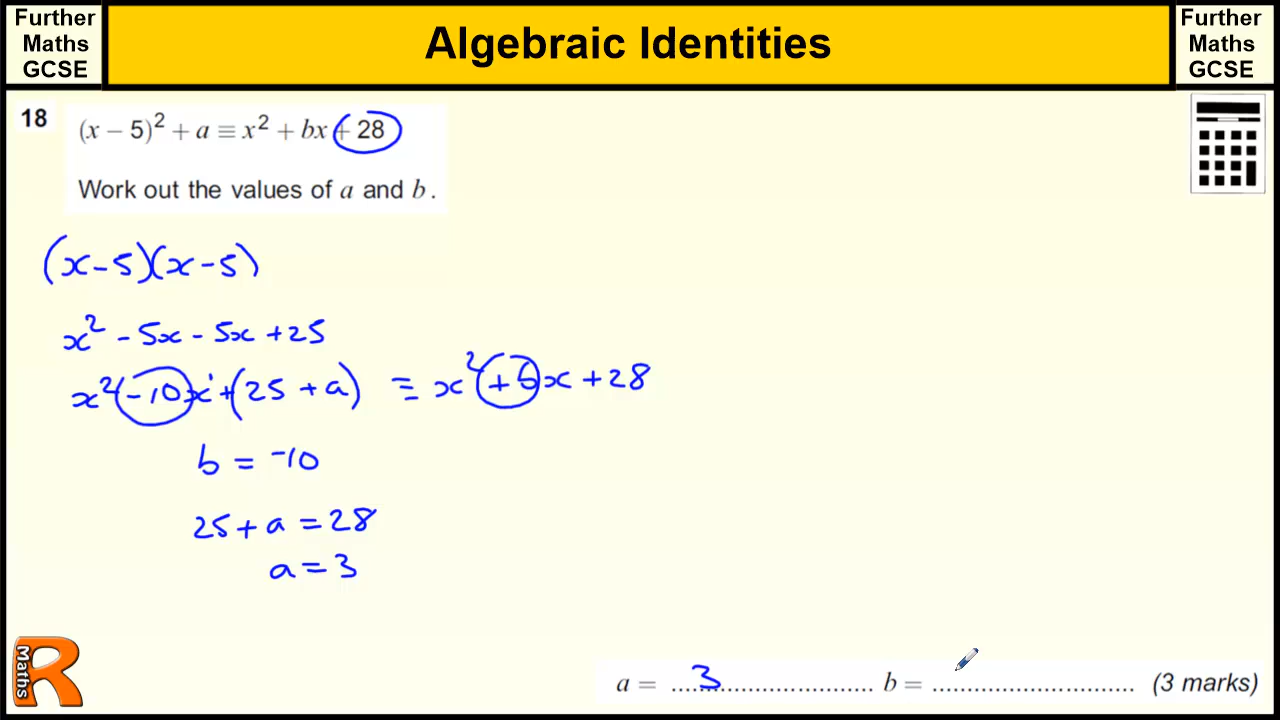 Further Maths GCSE
Algebraic Identities
Further Maths GCSE
18
(x − 5)² + a ≡ x² + bx + 28
Work out the values of a and b.
(x−5)(x−5)
x² − 5x − 5x + 25
x² − 10x + (25 + a) ≡ x² + bx + 28
b = −10
25 + a = 28
a = 3
Maths R
a = ...3... b = ... (3 marks)